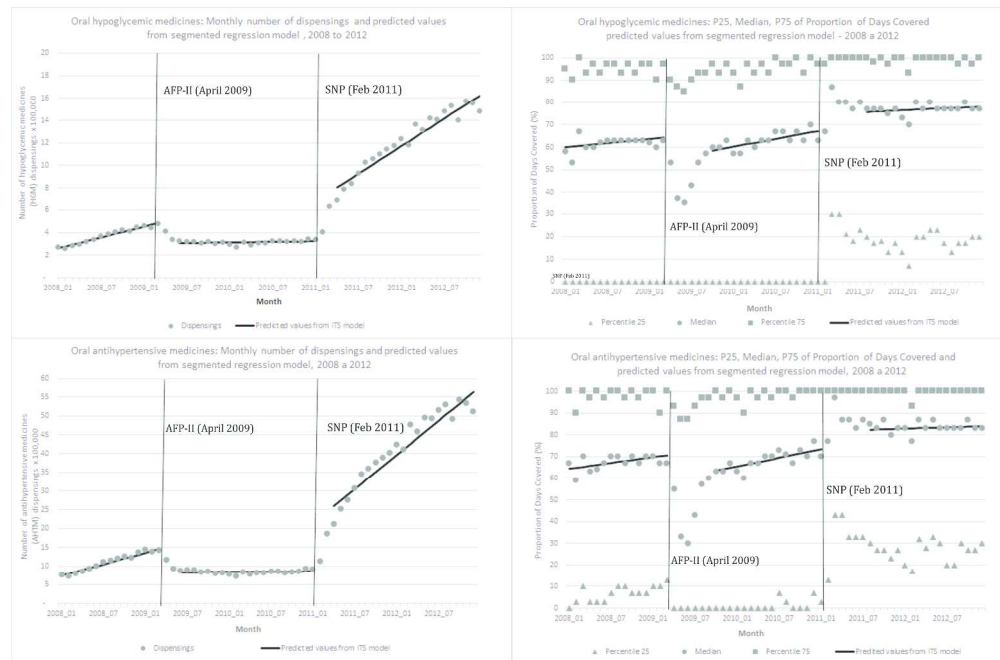 Oral hypoglycemic medicines: Monthly number of dispensings and predicted values
from segmented regression model , 2008 to 2012
20
18
16
14
12
10
8
6
4
2
-
Number of hypoglycemic medicines
(HGM) dispensings x 100,000
AFP-II (April 2009)
SNP (Feb 2011)
2008_01 2008_07 2009_01 2009_07 2010_01 2010_07 2011_01 2011_07 2012_01 2012_07
Month
Dispensings Predicted values from ITS model
Oral hypoglycemic medicines: P25, Median, P75 of Proportion of Days Covered
predicted values from segmented regression model - 2008 a 2012
100
90
80
70
60
50
40
30
20
10
0
Proportion of Days Covered (%)
SNP (Feb 2011)
AFP-II (April 2009)
SNP (Feb 2011)
2008_01 2008_07 2009_01 2009_07 2010_01 2010_07 2011_01 2011_07 2012_01 2012_07
Month
Percentile 25 Median Percentile 75 Predicted values from ITS model
Oral antihypertensive medicines: Monthly number of dispensings and predicted values
from segmented regression model, 2008 a 2012
60
55
50
45
40
35
30
25
20
15
10
5
-
Number of antihypertensive medicines
(AHTM) dispensings x 100,000
AFP-II (April 2009)
SNP (Feb 2011)
2008_01 2008_07 2009_01 2009_07 2010_01 2010_07 2011_01 2011_07 2012_01 2012_07
Month
Dispensings Predicted values from ITS model
Oral antihypertensive medicines: P25, Median, P75 of Proportion of Days Covered and
predicted values from segmented regression model, 2008 a 2012
100
90
80
70
60
50
40
30
20
10
0
Proportion of Days Covered (%)
SNP (Feb 2011)
AFP-II (April 2009)
2008_01 2008_07 2009_01 2009_07 2010_01 2010_07 2011_01 2011_07 2012_01 2012_07
Month
Percentile 25 Median Percentile 75 Predited values from ITS model